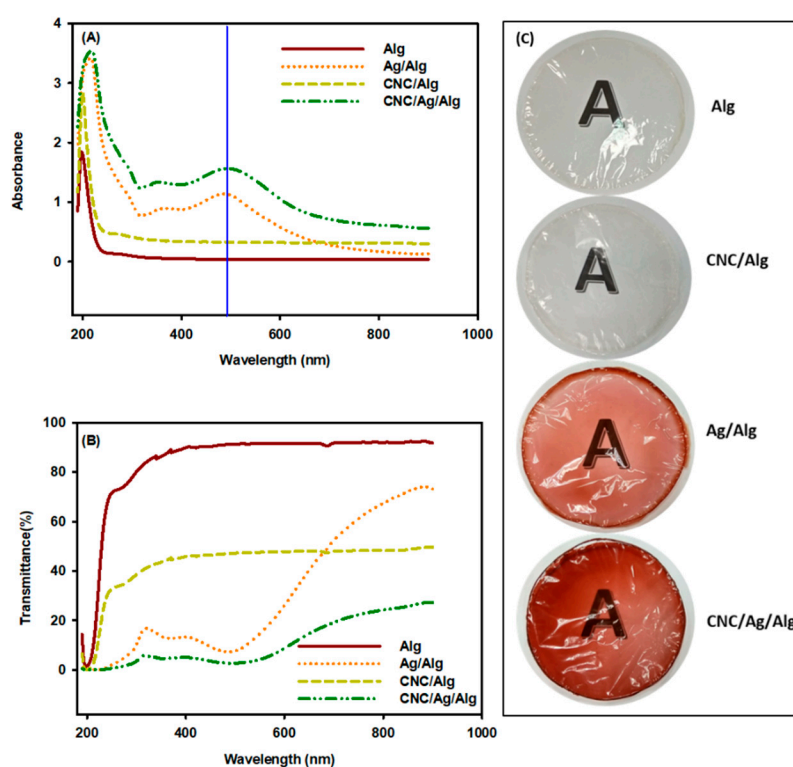 (A)
4
3
2
1
0
Absorbance
Alg
Ag/Alg
CNC/Alg
CNC/Ag/Alg
200 400 600 800 1000
Wavelength (nm)
(B)
100
80
60
40
20
0
Transmittance(%)
Alg
Ag/Alg
CNC/Alg
CNC/Ag/Alg
200 400 600 800 1000
Wavelength (nm)
(C)
A
Alg
A
CNC/Alg
A
Ag/Alg
A
CNC/Ag/Alg